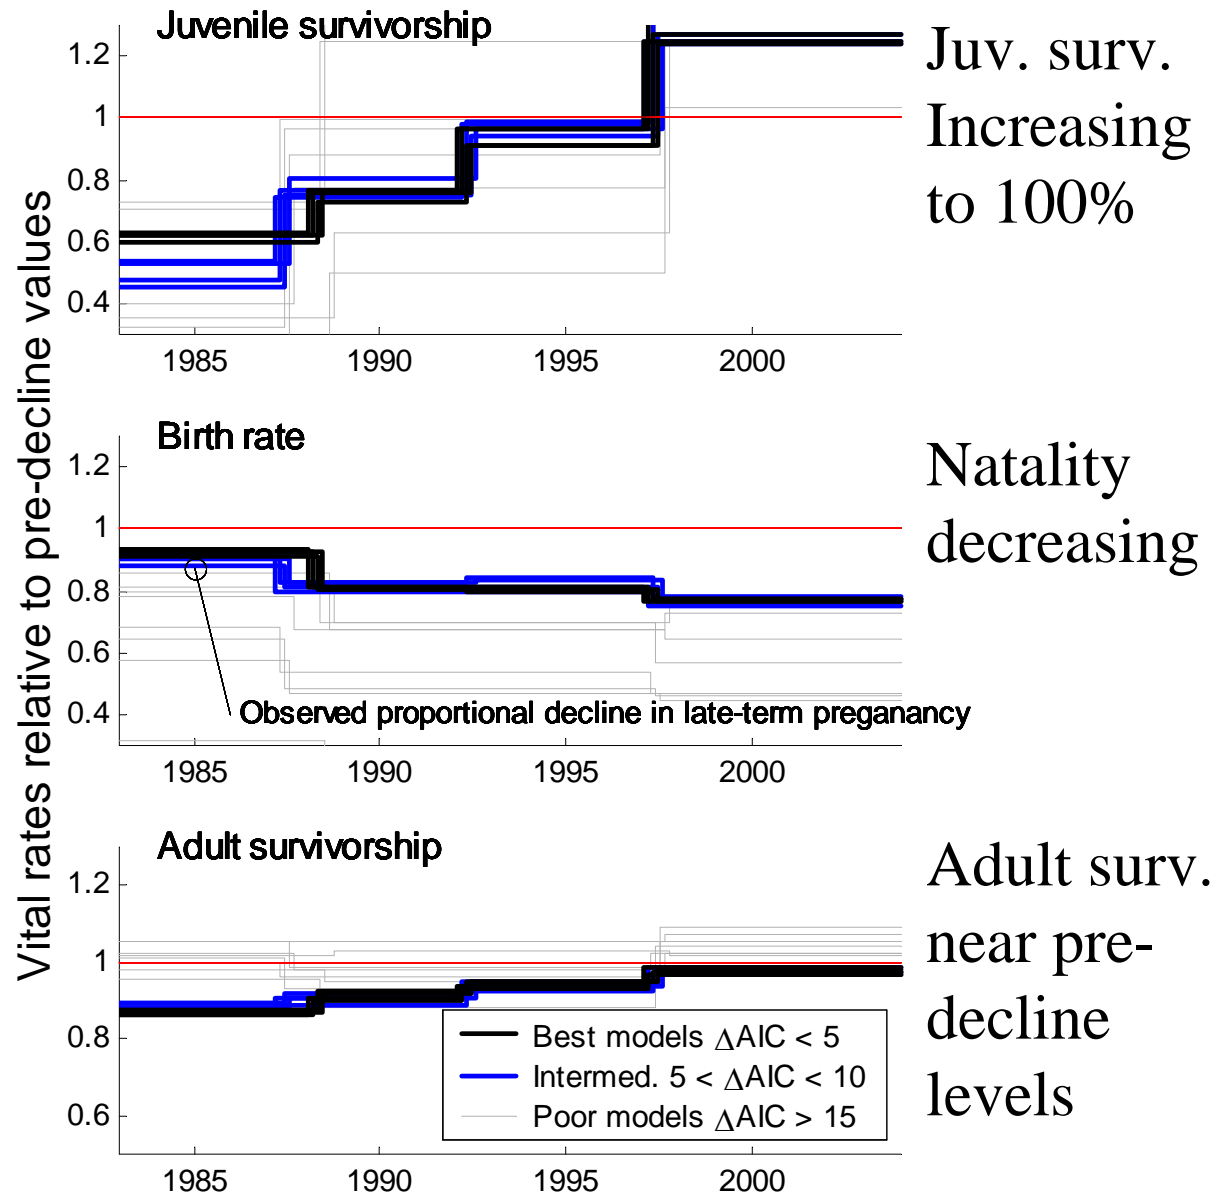 Juvenile survivorship
1.2
1
0.8
0.6
0.4
1985 1990 1995 2000
Juv. surv.
Increasing
to 100%
Vital rates relative to pre-decline values
Birth rate
1.2
1
0.8
0.6
0.4
Observed proportional decline in late-term preganancy
1985 1990 1995 2000
Natality
decreasing
Adult survivorship
1.2
1
0.8
0.6
Best models ΔAIC < 5
Intermed. 5 < ΔAIC < 10
Poor models ΔAIC > 15
1985 1990 1995 2000
Adult surv.
near pre-
decline
levels